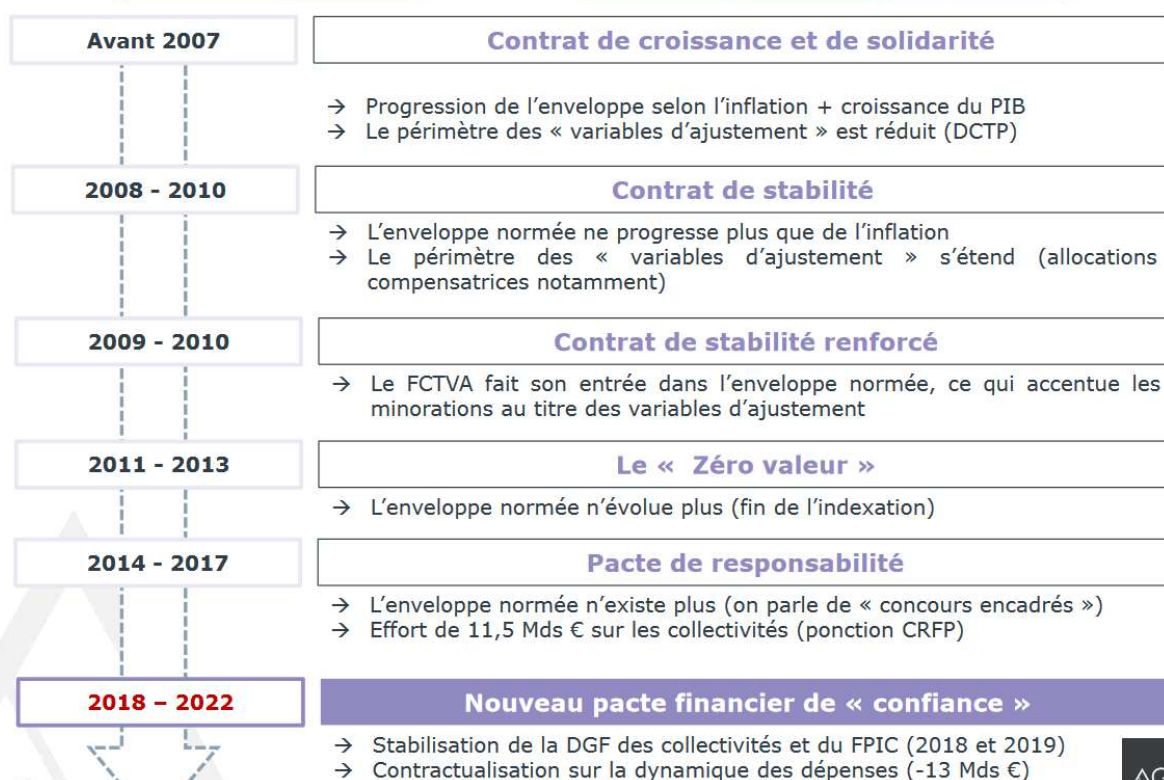 Avant 2007
Contrat de croissance et de solidarité
→ Progression de l’enveloppe selon l’inflation + croissance du PIB
→ Le périmètre des « variables d’ajustement » est réduit (DCTP)
2008 - 2010
Contrat de stabilité
→ L’enveloppe normée ne progresse plus que de l’inflation
→ Le périmètre des « variables d’ajustement » s’étend (allocations
compensatrices notamment)
2009 - 2010
Contrat de stabilité renforcé
→ Le FCTVA fait son entrée dans l’enveloppe normée, ce qui accentue les
minorations au titre des variables d’ajustement
2011 - 2013
Le « Zéro valeur »
→ L’enveloppe normée n’évolue plus (fin de l’indexation)
2014 - 2017
Pacte de responsabilité
→ L’enveloppe normée n’existe plus (on parle de « concours encadrés »)
→ Effort de 11,5 Mds € sur les collectivités (ponction CRFP)
2018 – 2022
Nouveau pacte financier de « confiance »
→ Stabilisation de la DGF des collectivités et du FPIC (2018 et 2019)
→ Contractualisation sur la dynamique des dépenses (-13 Mds €)